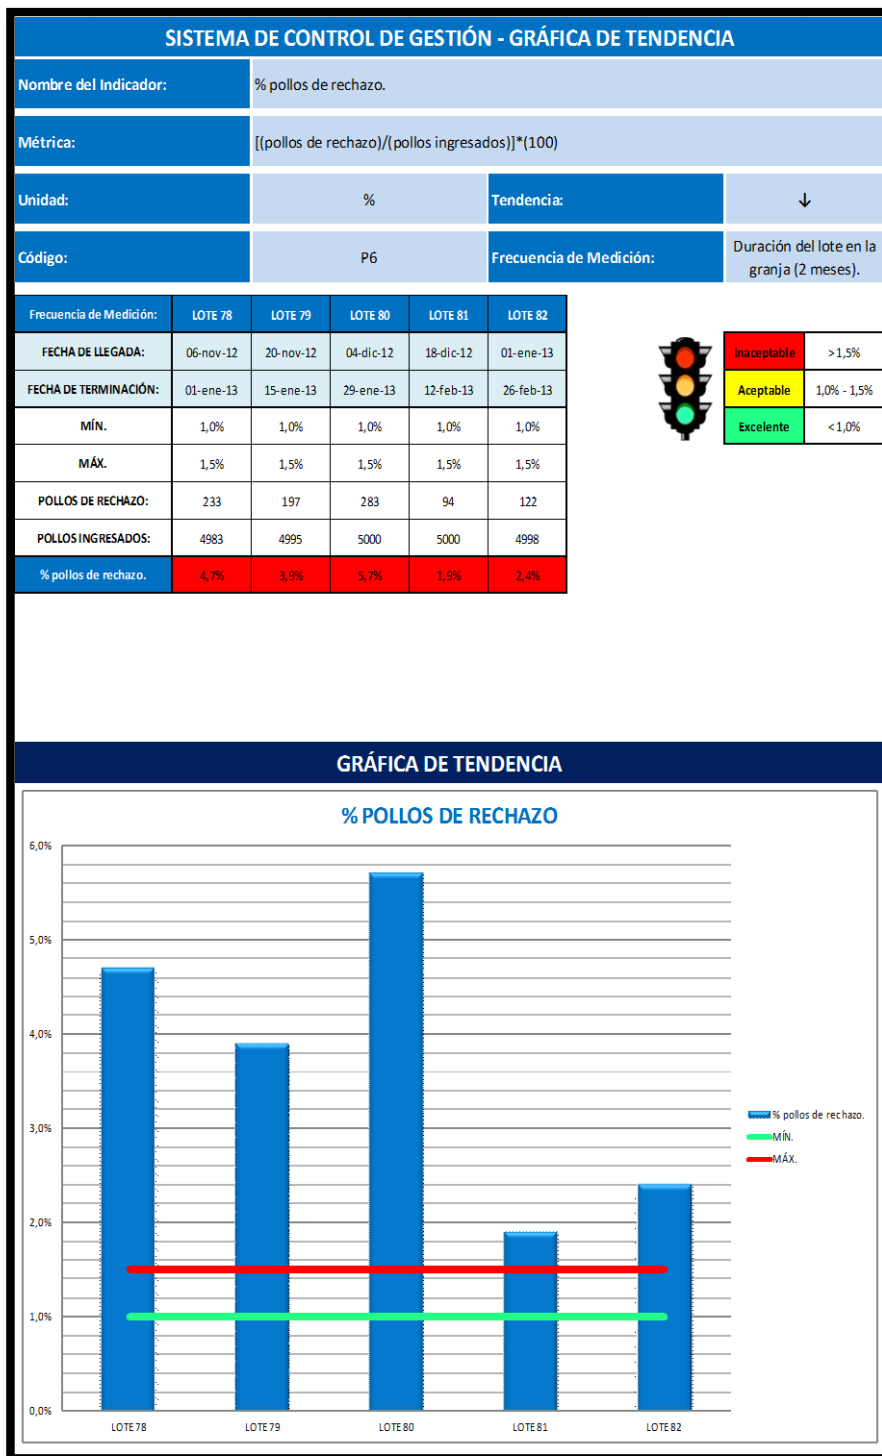 SISTEMA DE CONTROL DE GESTIÓN - GRÁFICA DE TENDENCIA
Nombre del Indicador: % pollos de rechazo.
Métrica: [(pollos de rechazo)/(pollos ingresados)]*(100)
Unidad: % Tendencia: ↓
Código: P6 Frecuencia de Medición: Duración del lote en la
granja (2 meses).
Frecuencia de Medición: LOTE 78 LOTE 79 LOTE 80 LOTE 81 LOTE 82
FECHA DE LLEGADA: 06-nov-12 20-nov-12 04-dic-12 18-dic-12 01-ene-13
FECHA DE TERMINACIÓN: 01-ene-13 15-ene-13 29-ene-13 12-feb-13 26-feb-13
MÍN. 1,0% 1,0% 1,0% 1,0% 1,0%
MÁX. 1,5% 1,5% 1,5% 1,5% 1,5%
POLLOS DE RECHAZO: 233 197 283 94 122
POLLOS INGRESADOS: 4983 4995 5000 5000 4998
% pollos de rechazo. 4,7% 3,9% 5,7% 1,9% 2,4%
Inaceptable >1,5%
Aceptable 1,0% - 1,5%
Excelente <1,0%
GRÁFICA DE TENDENCIA
% POLLOS DE RECHAZO
6,0%
5,0%
4,0%
3,0%
2,0%
1,0%
0,0%
LOTE 78 LOTE 79 LOTE 80 LOTE 81 LOTE 82
% pollos de rechazo.
MÍN.
MÁX.